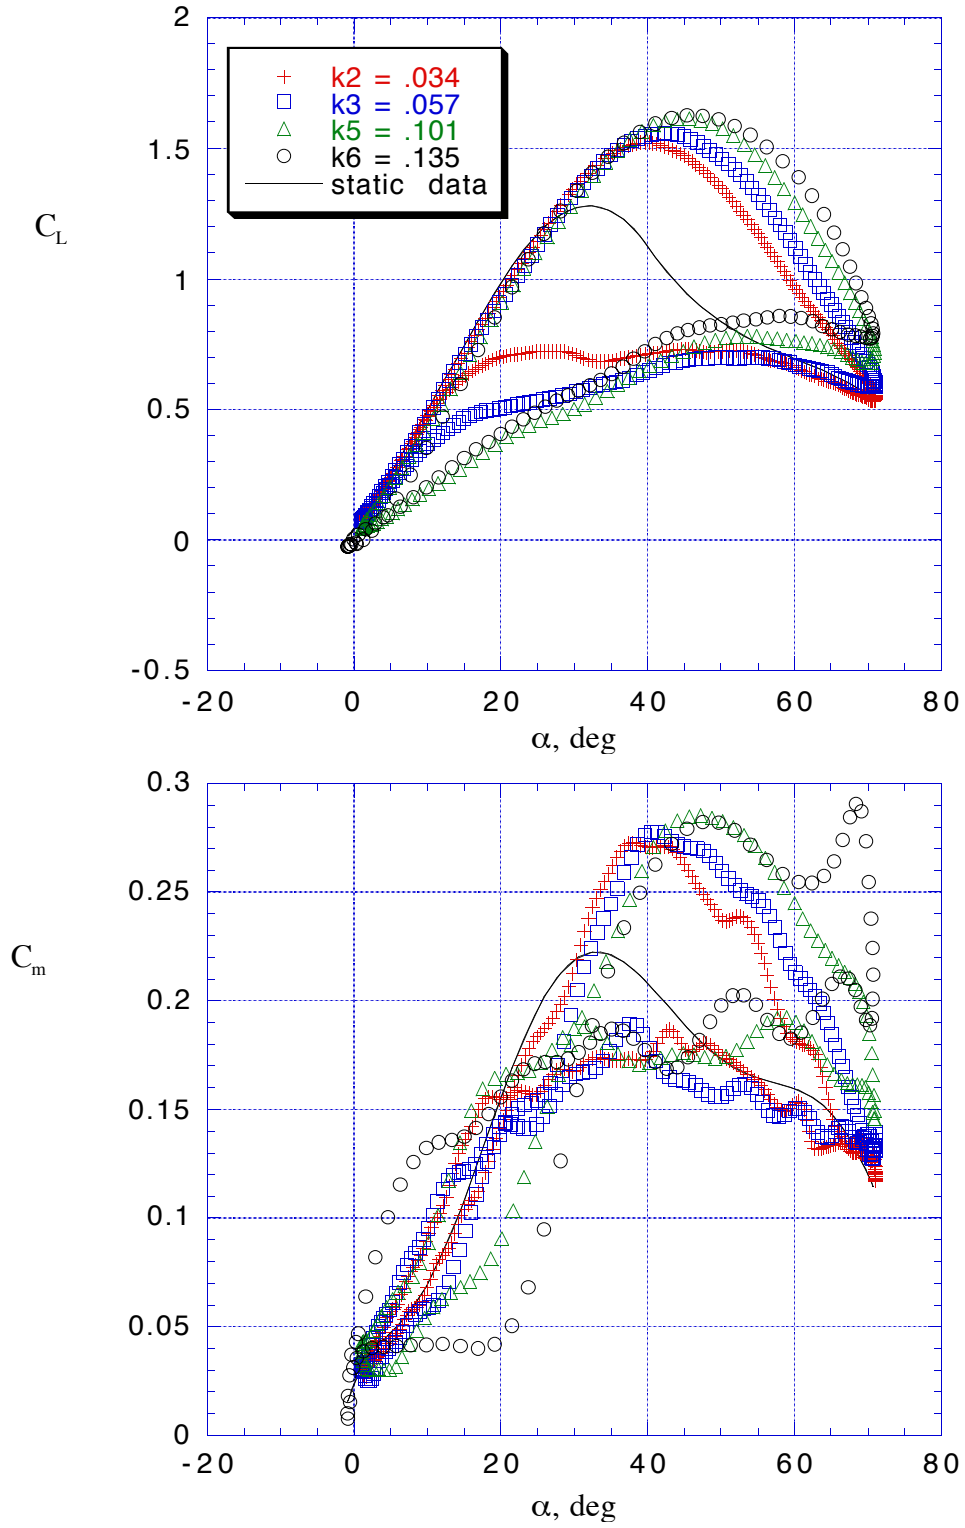 2
k2 = .034
k3 = .057
k5 = .101
k6 = .135
static data
1.5
C_L
1
0.5
0
-0.5
-20 0 20 40 60 80
α, deg
0.3
0.25
C_m
0.2
0.15
0.1
0.05
0
-20 0 20 40 60 80
α, deg